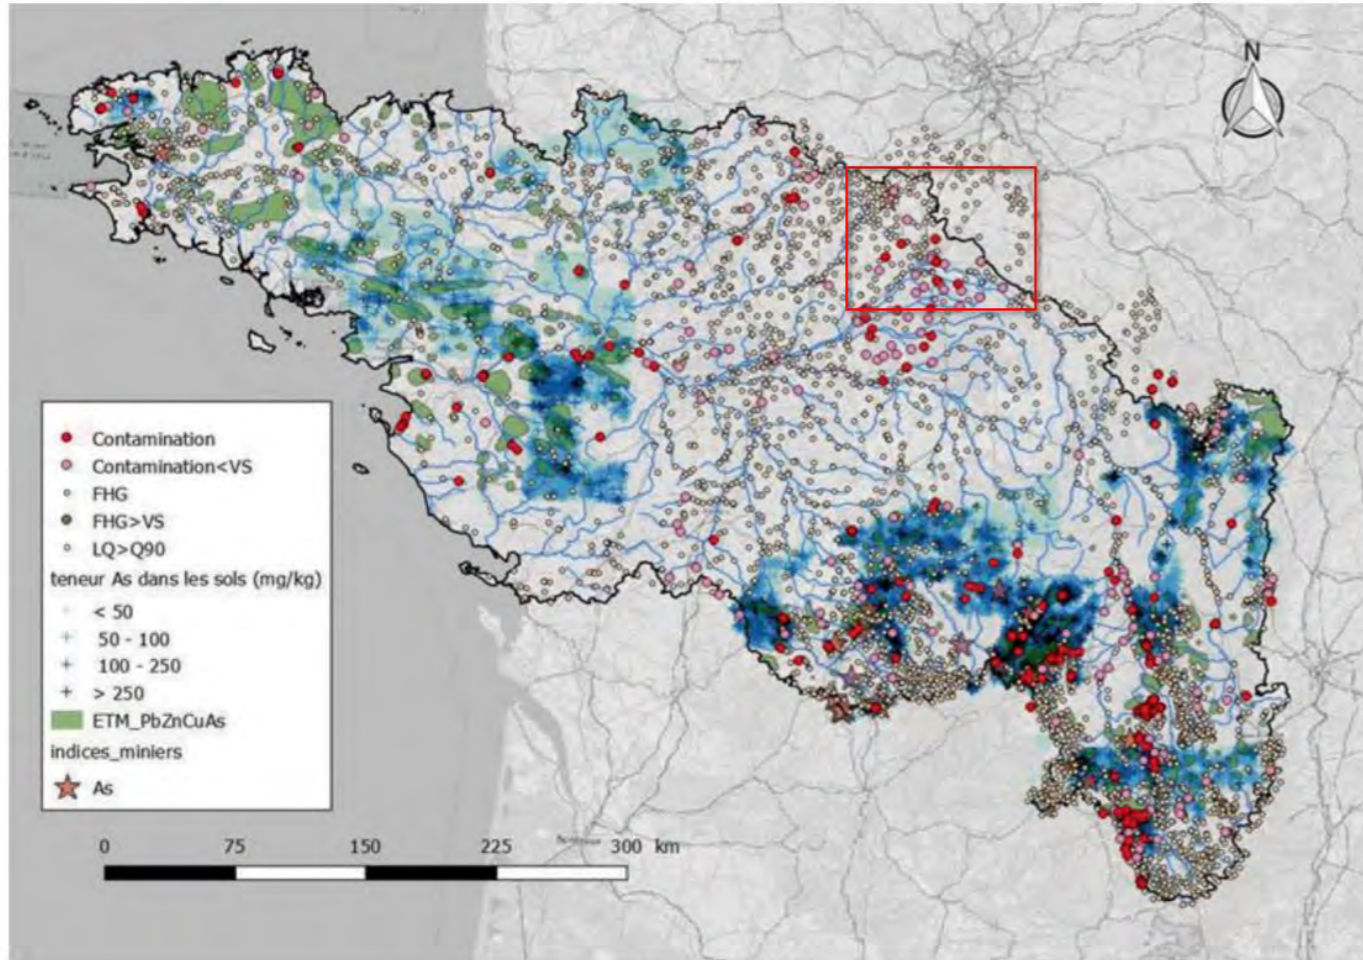 N
Contamination
Contamination<VS
FHG
FHG>VS
LQ>Q90
teneur As dans les sols (mg/kg)
< 50
50 - 100
100 - 250
> 250
ETM_PbZnCuAs
indices_miniers
As
0 75 150 225 300 km